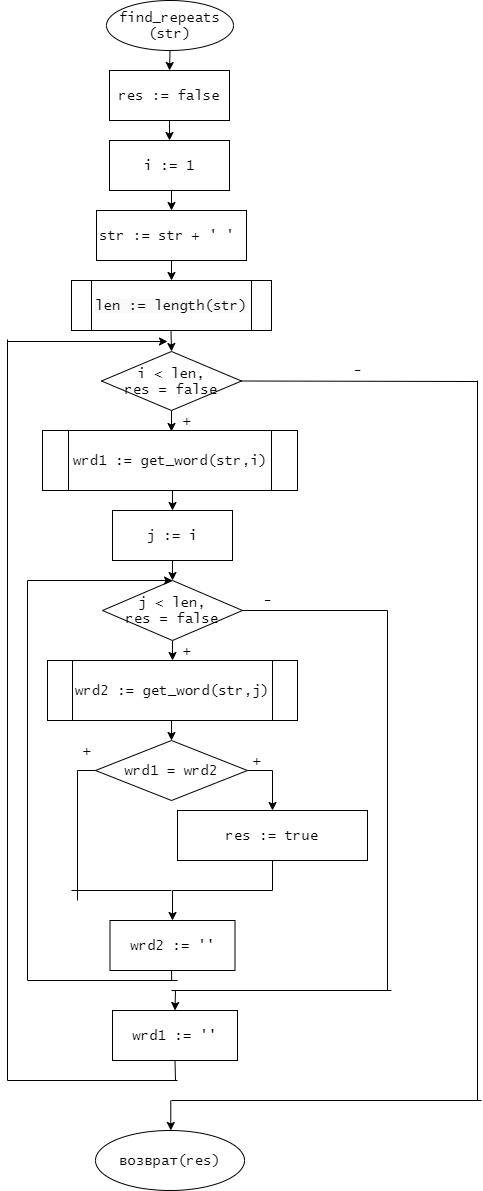 find_repeats
(str)
res := false
i := 1
str := str + ' '
len := length(str)
i < len,
res = false
-
+
wrd1 := get_word(str,i)
j := i
j < len,
res = false
-
+
wrd2 := get_word(str,j)
+
wrd1 = wrd2
+
res := true
wrd2 := ''
wrd1 := ''
возврат(res)